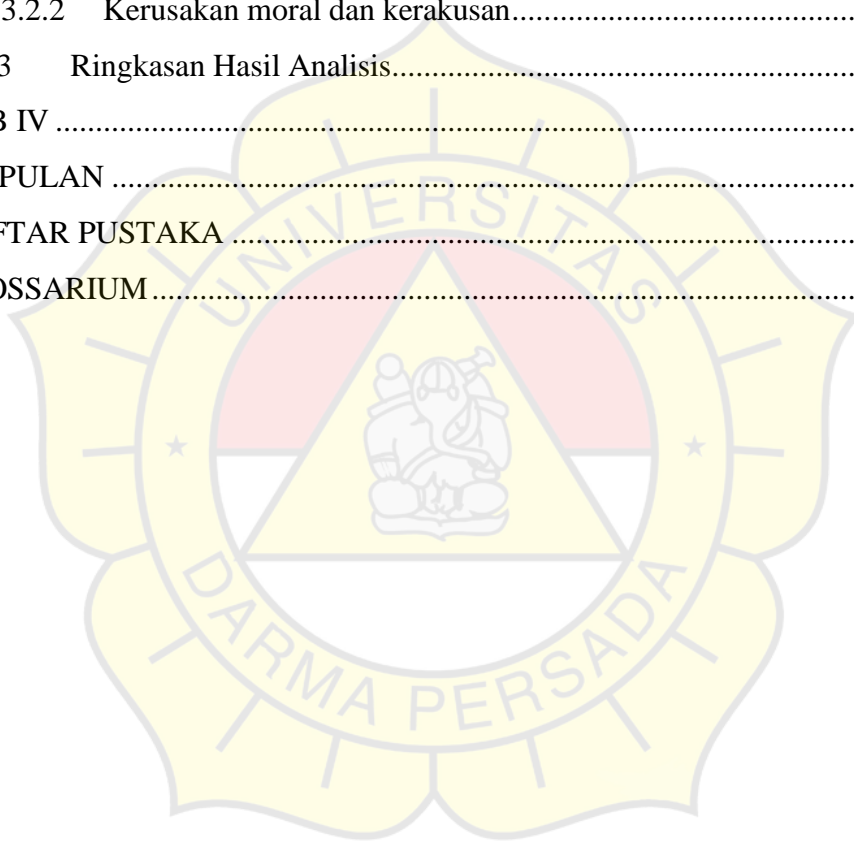 3.2.2 Kerusakan moral dan kerakusan..........................................
3 Ringkasan Hasil Analisis............................................................
B IV ......................................................................................................
PULAN ...............................................................................................
FTAR PUSTAKA ................................................................................
OSSARIUM..........................................................................................
UNIVERSITAS
DARMA PERSADA